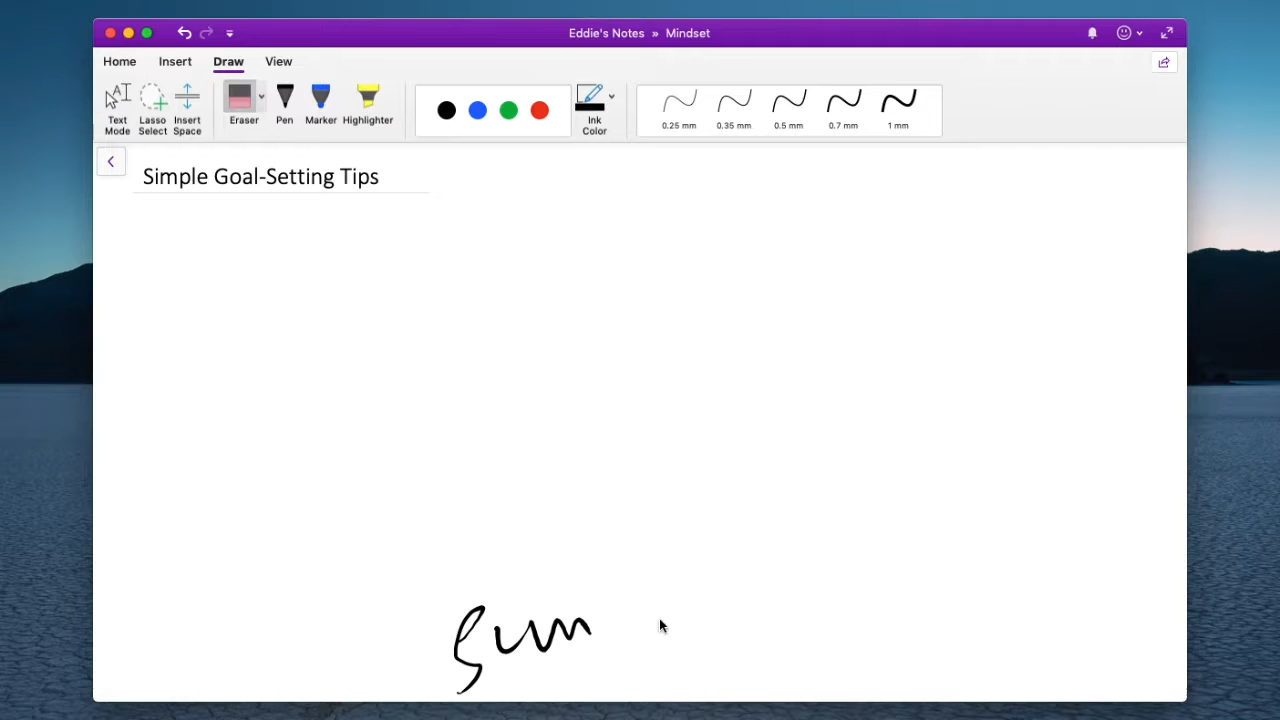 Eddie's Notes » Mindset
Home Insert Draw View
Text Mode Lasso Select Insert Space Eraser Pen Marker Highlighter Ink Color 0.25 mm 0.35 mm 0.5 mm 0.7 mm 1 mm
Simple Goal-Setting Tips
Sum